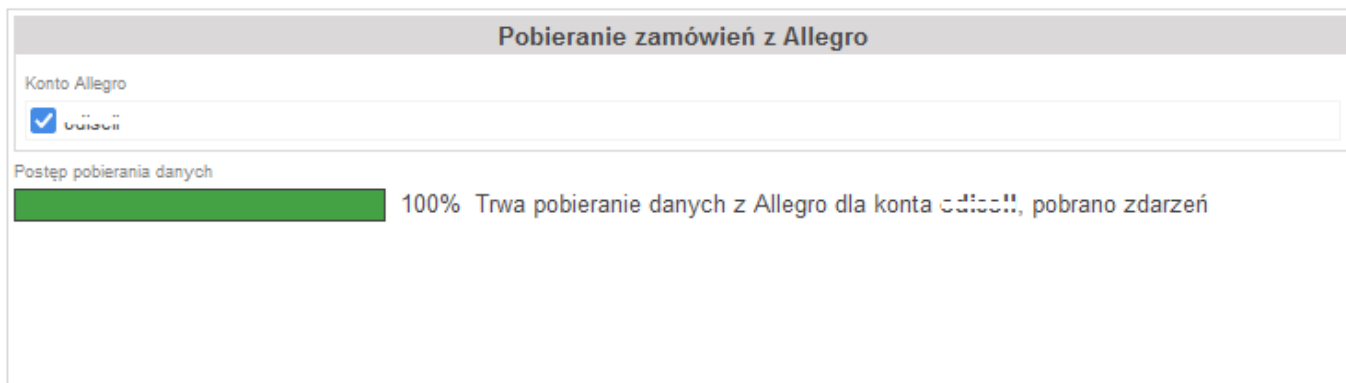 Pobieranie zamówień z Allegro
Konto Allegro
Postęp pobierania danych
100% Trwa pobieranie danych z Allegro dla konta , pobrano zdarzeń